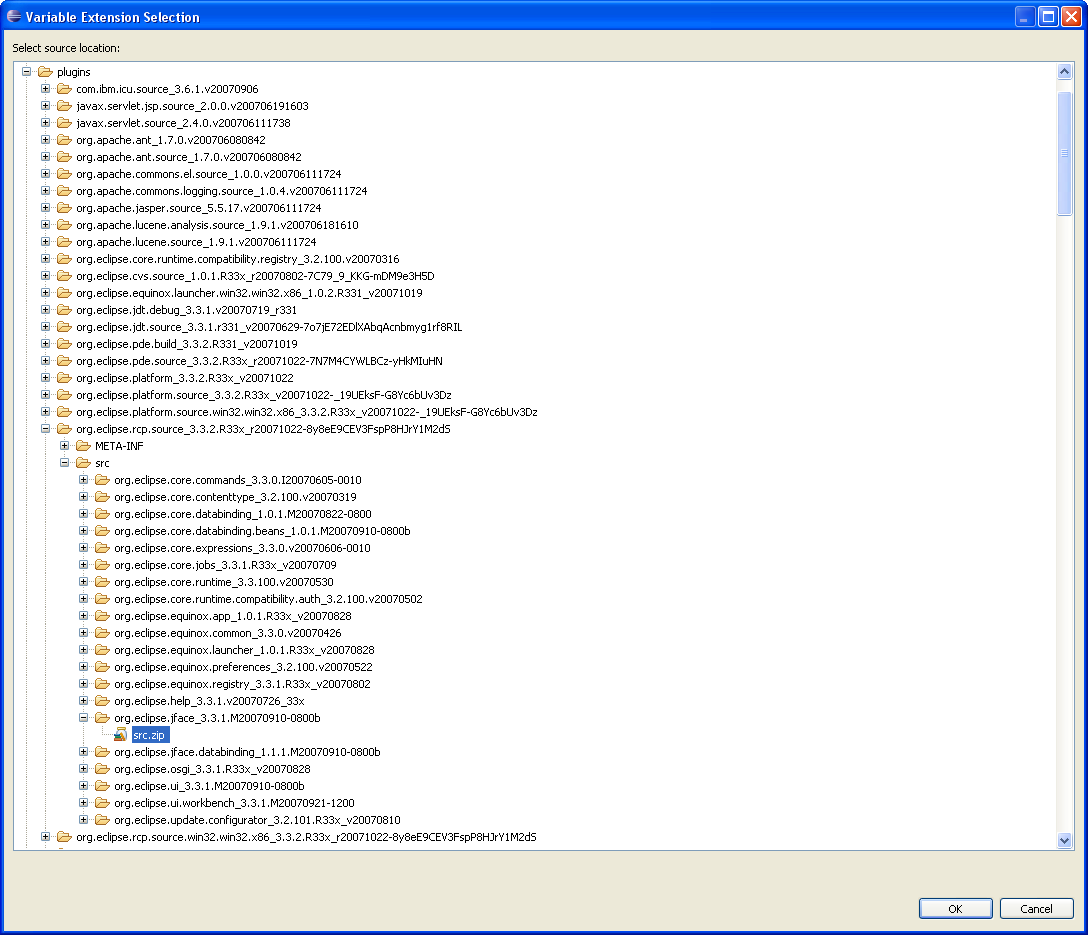 Variable Extension Selection
Select source location:
plugins
com.ibm.icu.source_3.6.1.v20070906
javax.servlet.jsp.source_2.0.0.v200706191603
javax.servlet.source_2.4.0.v200706111738
org.apache.ant_1.7.0.v200706080842
org.apache.ant.source_1.7.0.v200706080842
org.apache.commons.el.source_1.0.0.v200706111724
org.apache.commons.logging.source_1.0.4.v200706111724
org.apache.jasper.source_5.5.17.v200706111724
org.apache.lucene.analysis.source_1.9.1.v200706181610
org.apache.lucene.source_1.9.1.v200706111724
org.eclipse.core.runtime.compatibility.registry_3.2.100.v20070316
org.eclipse.cvs.source_1.0.1.R33x_r20070802-7C79_9_KKG-mDM9e3H5D
org.eclipse.equinox.launcher.win32.win32.x86_1.0.2.R331_v20071019
org.eclipse.jdt.debug_3.3.1.v20070719_r331
org.eclipse.jdt.source_3.3.1.r331_v20070629-7o7jE72EDlXAbqAcnbmyg1rf8RIL
org.eclipse.pde.build_3.3.2.R331_v20071019
org.eclipse.pde.source_3.3.2.R33x_r20071022-7N7M4CYWLBCz-yHkMIuHN
org.eclipse.platform_3.3.2.R33x_v20071022
org.eclipse.platform.source_3.3.2.R33x_v20071022-_19UEksF-G8Yc6bUv3Dz
org.eclipse.platform.source.win32.win32.x86_3.3.2.R33x_v20071022-_19UEksF-G8Yc6bUv3Dz
org.eclipse.rcp.source_3.3.2.R33x_r20071022-8y8eE9CEV3FspP8HJrY1M2dS
META-INF
src
org.eclipse.core.commands_3.3.0.I20070605-0010
org.eclipse.core.contenttype_3.2.100.v20070319
org.eclipse.core.databinding_1.0.1.M20070822-0800
org.eclipse.core.databinding.beans_1.0.1.M20070910-0800b
org.eclipse.core.expressions_3.3.0.v20070606-0010
org.eclipse.core.jobs_3.3.1.R33x_v20070709
org.eclipse.core.runtime_3.3.100.v20070530
org.eclipse.core.runtime.compatibility.auth_3.2.100.v20070502
org.eclipse.equinox.app_1.0.1.R33x_v20070828
org.eclipse.equinox.common_3.3.0.v20070426
org.eclipse.equinox.launcher_1.0.1.R33x_v20070828
org.eclipse.equinox.preferences_3.2.100.v20070522
org.eclipse.equinox.registry_3.3.1.R33x_v20070802
org.eclipse.help_3.3.1.v20070726_33x
org.eclipse.jface_3.3.1.M20070910-0800b
src.zip
org.eclipse.jface.databinding_1.1.1.M20070910-0800b
org.eclipse.osgi_3.3.1.R33x_v20070828
org.eclipse.ui_3.3.1.M20070910-0800b
org.eclipse.ui.workbench_3.3.1.M20070921-1200
org.eclipse.update.configurator_3.2.101.R33x_v20070810
org.eclipse.rcp.source.win32.win32.x86_3.3.2.R33x_r20071022-8y8eE9CEV3FspP8HJrY1M2dS
OK Cancel